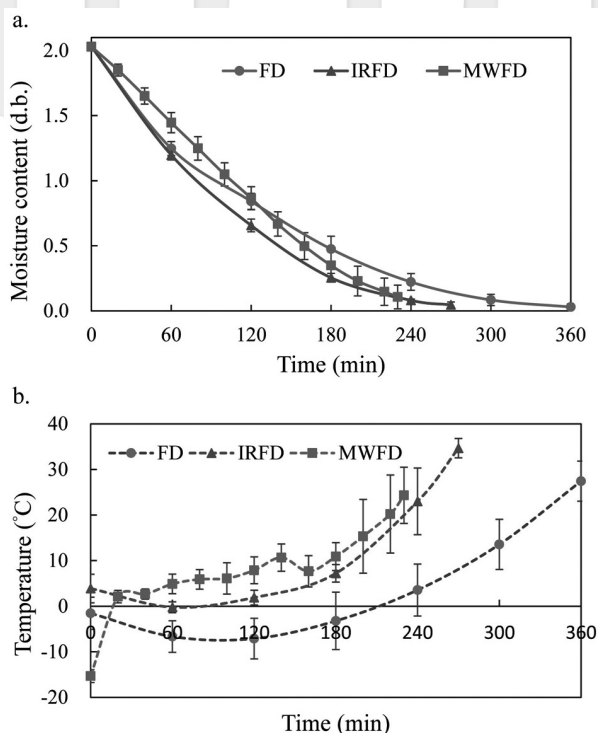 a.
2.0
FD IRFD MWFD
1.5
1.0
0.5
0.0
0 60 120 180 240 300 360
Moisture content (d.b.)
Time (min)
b.
40
FD IRFD MWFD
30
20
10
0
0 60 120 180 240 300 360
-10
-20
Temperature (°C)
Time (min)